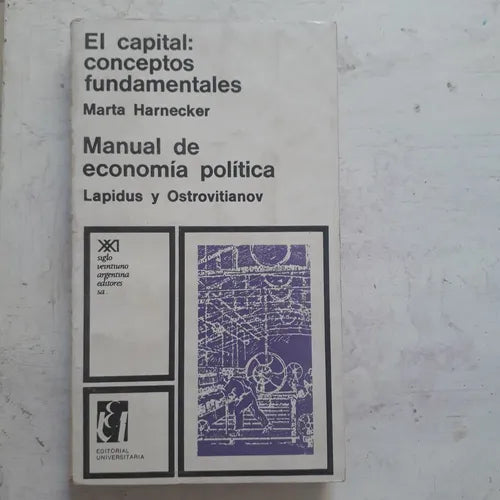 El capital:
conceptos
fundamentales
Marta Harnecker
Manual de
economía política
Lapidus y Ostrovitianov
siglo
veintiuno
argentina
editores
sa
EDITORIAL
UNIVERSITARIA